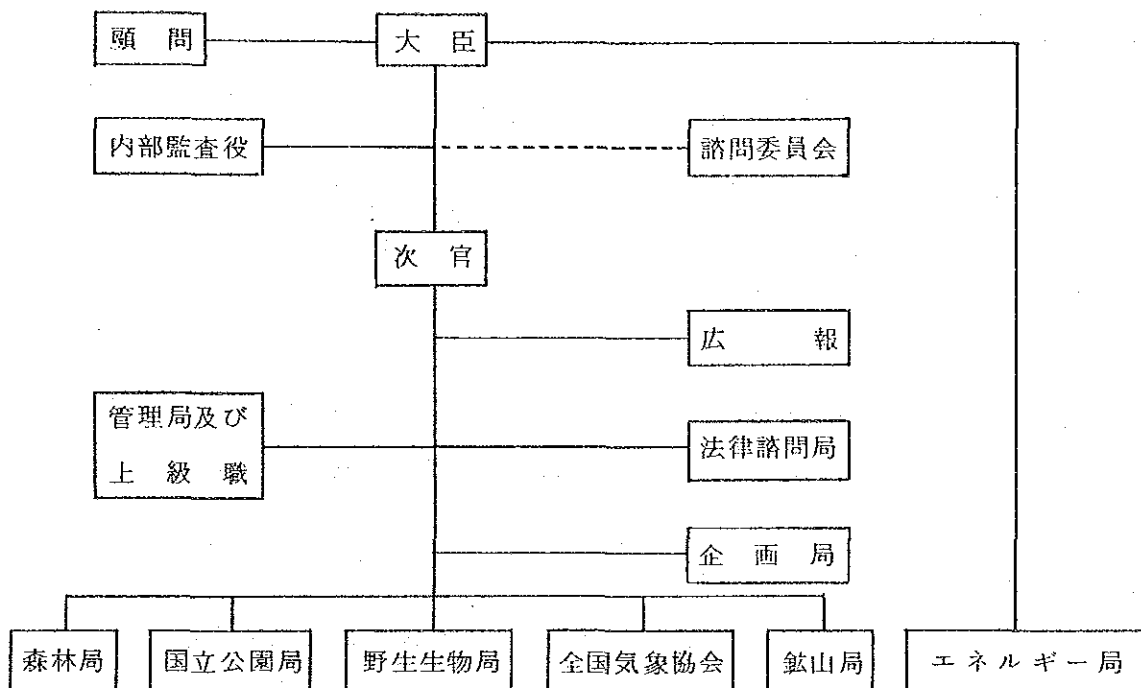 顧問
大臣
内部監査役
諮問委員会
次官
広報
管理局及び
上級職
法律諮問局
企画局
森林局
国立公園局
野生生物局
全国気象協会
鉱山局
エネルギー局